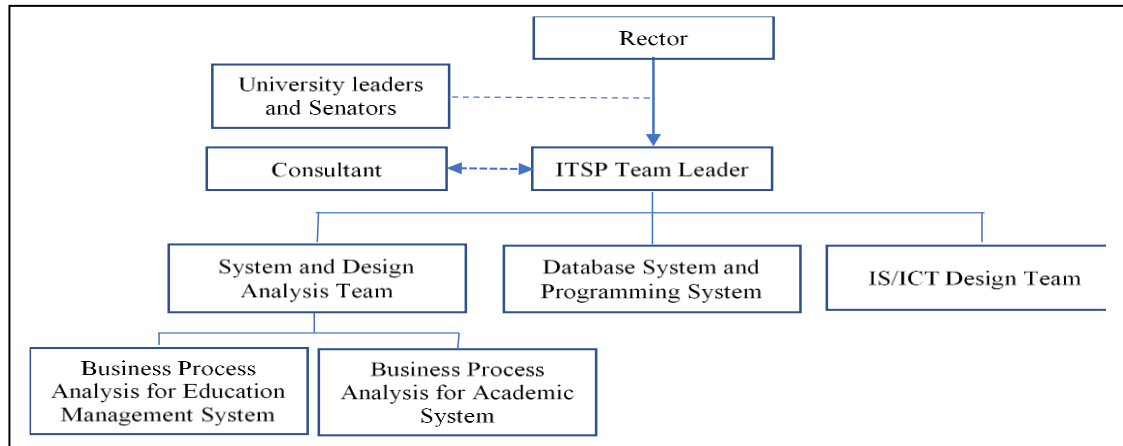 Rector
University leaders
and Senators
Consultant
ITSP Team Leader
System and Design
Analysis Team
Database System and
Programming System
IS/ICT Design Team
Business Process
Analysis for Education
Management System
Business Process
Analysis for Academic
System